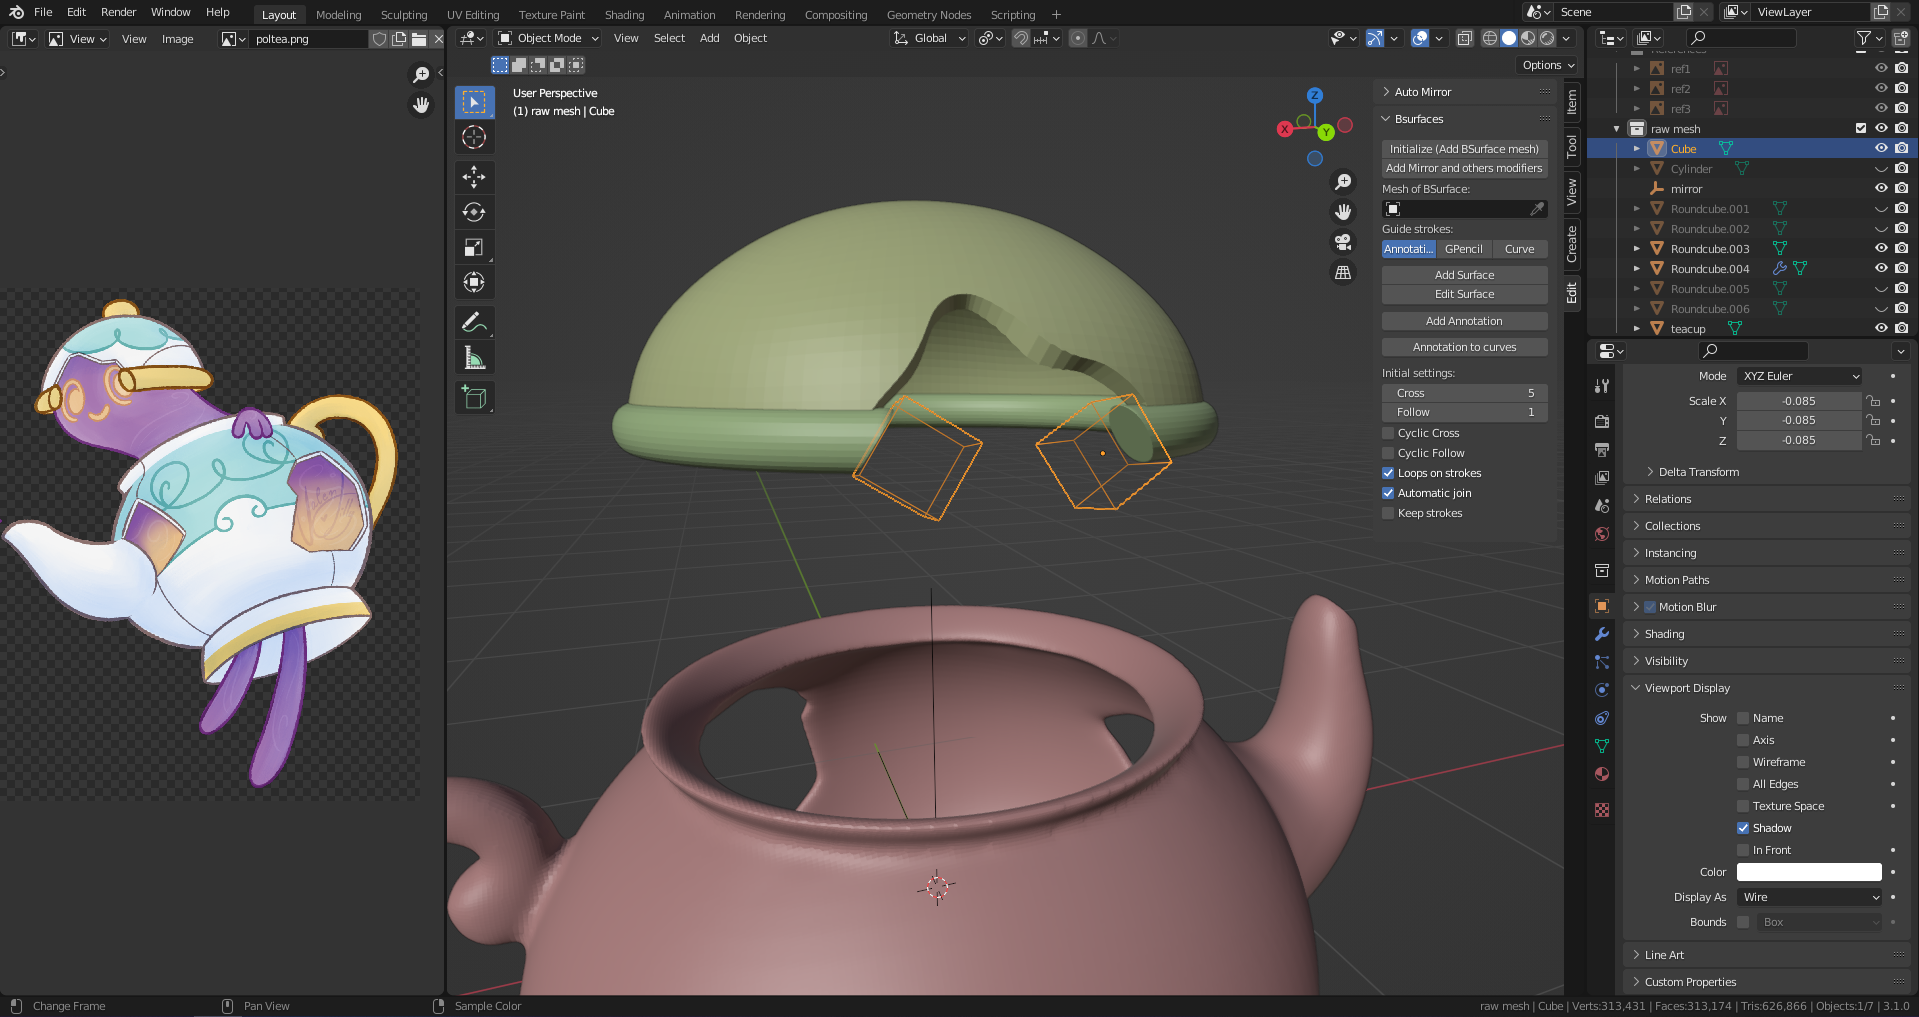 File Edit Render Window Help
Layout Modeling Sculpting UV Editing Texture Paint Shading Animation Rendering Compositing Geometry Nodes Scripting +
Scene
ViewLayer
View View Image poltea.png
Object Mode View Select Add Object
Global
Options
User Perspective
(1) raw mesh | Cube
Z
X
Y
Auto Mirror
Bsurfaces
Initialize (Add BSurface mesh)
Add Mirror and others modifiers
Mesh of BSurface:
Guide strokes:
Annotati... GPencil Curve
Add Surface
Edit Surface
Add Annotation
Annotation to curves
Initial settings:
Cross 5
Follow 1
Cyclic Cross
Cyclic Follow
Loops on strokes
Automatic join
Keep strokes
Item
Tool
View
Create
Edit
ref1
ref2
ref3
raw mesh
Cube
Cylinder
mirror
Roundcube.001
Roundcube.002
Roundcube.003
Roundcube.004
Roundcube.005
Roundcube.006
teacup
Mode XYZ Euler
Scale X -0.085
Y -0.085
Z -0.085
Delta Transform
Relations
Collections
Instancing
Motion Paths
Motion Blur
Shading
Visibility
Viewport Display
Show Name
Axis
Wireframe
All Edges
Texture Space
Shadow
In Front
Color
Display As Wire
Bounds Box
Line Art
Custom Properties
Change Frame
Pan View
Sample Color
raw mesh | Cube | Verts:313,431 | Faces:313,174 | Tris:626,866 | Objects:1/7 | 3.1.0